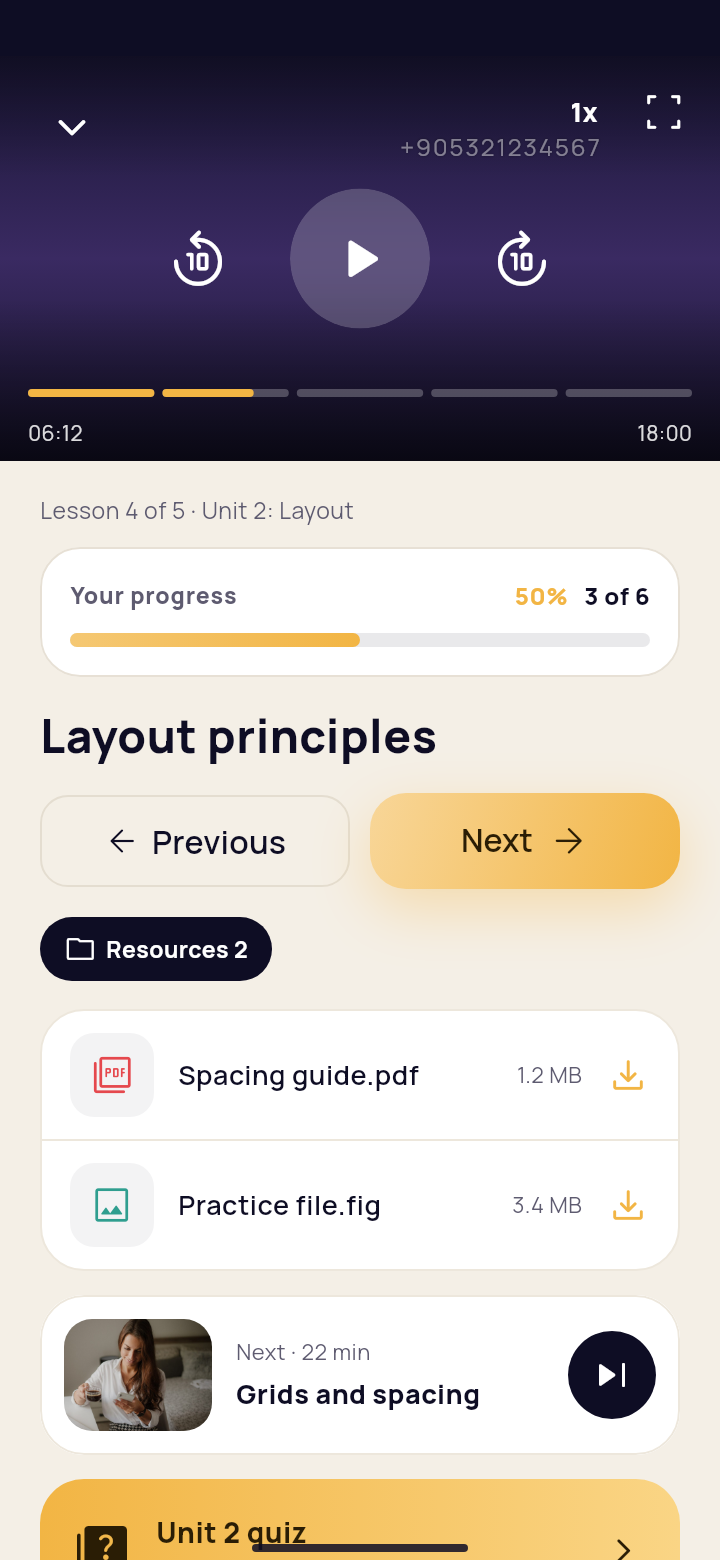 1x
+905321234567
10
10
06:12
18:00
Lesson 4 of 5 · Unit 2: Layout
Your progress
50% 3 of 6
Layout principles
← Previous
Next →
Resources 2
PDF
Spacing guide.pdf
1.2 MB
Practice file.fig
3.4 MB
Next · 22 min
Grids and spacing
?
Unit 2 quiz